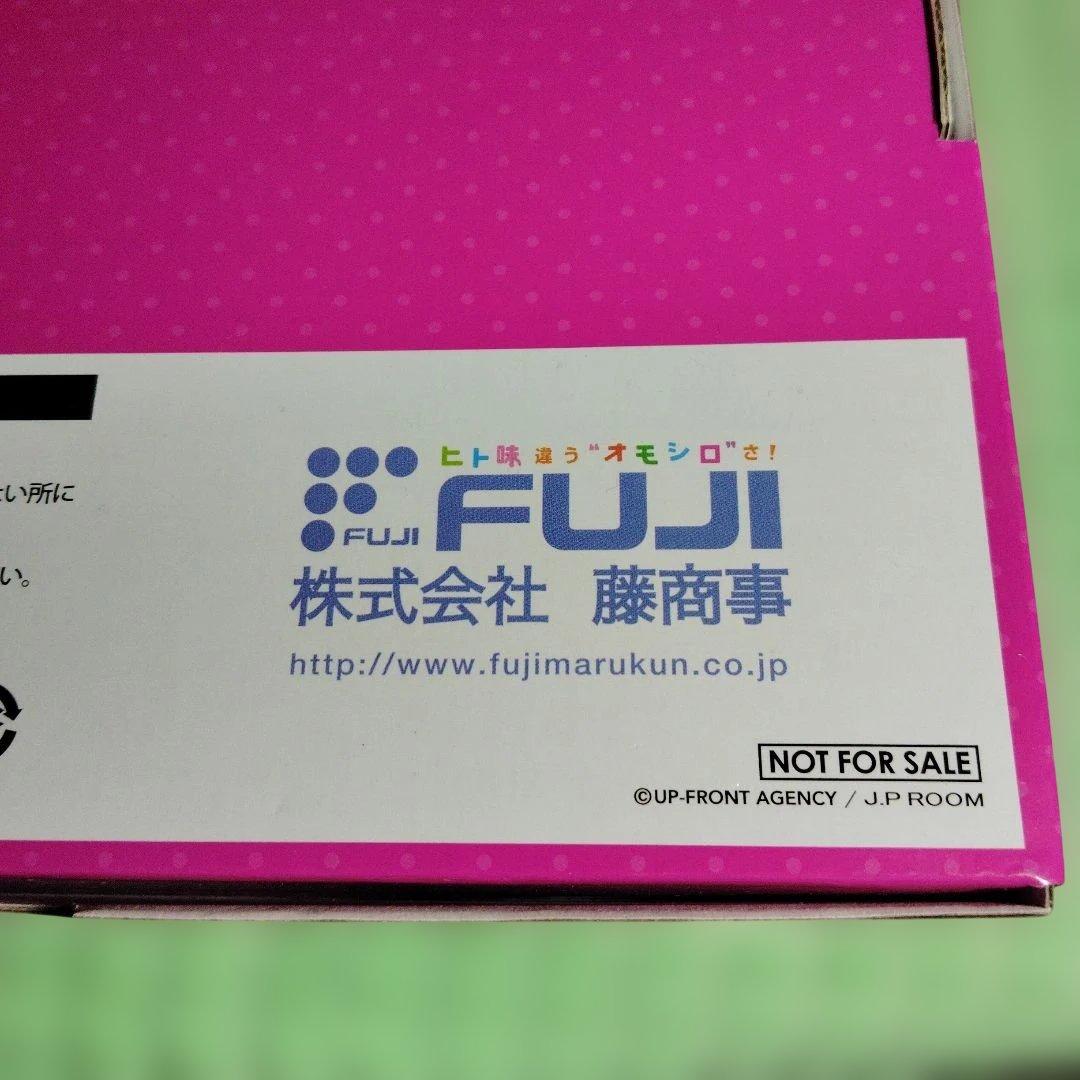 い所に
い。
ヒト味違う"オモシロ"さ！
FUJI
FUJI
株式会社 藤商事
http://www.fujimarukun.co.jp
NOT FOR SALE
©UP-FRONT AGENCY / J.P ROOM